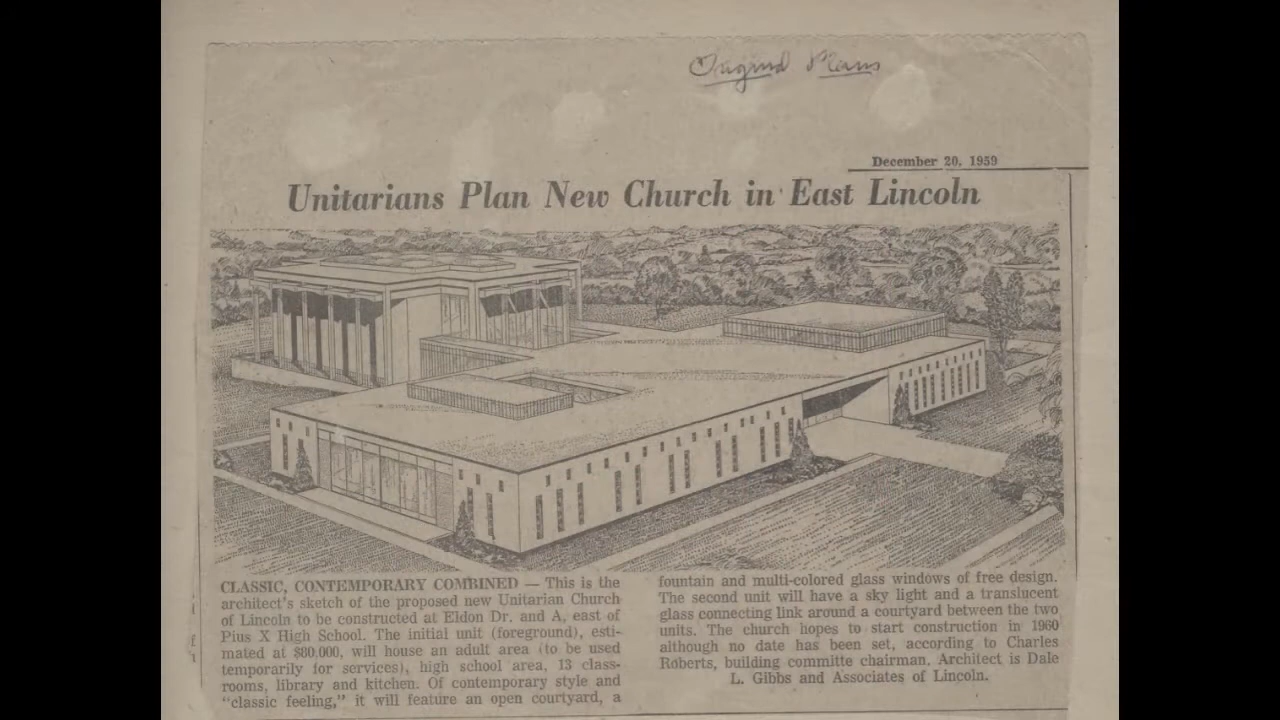 Original Plans
December 20, 1959
Unitarians Plan New Church in East Lincoln
CLASSIC, CONTEMPORARY COMBINED — This is the
architect's sketch of the proposed new Unitarian Church
of Lincoln to be constructed at Eldon Dr. and A, east of
Pius X High School. The initial unit (foreground), esti-
mated at $80,000, will house an adult area (to be used
temporarily for services), high school area, 13 class-
rooms, library and kitchen. Of contemporary style and
"classic feeling," it will feature an open courtyard, a
fountain and multi-colored glass windows of free design.
The second unit will have a sky light and a translucent
glass connecting link around a courtyard between the two
units. The church hopes to start construction in 1960
although no date has been set, according to Charles
Roberts, building committe chairman. Architect is Dale
L. Gibbs and Associates of Lincoln.